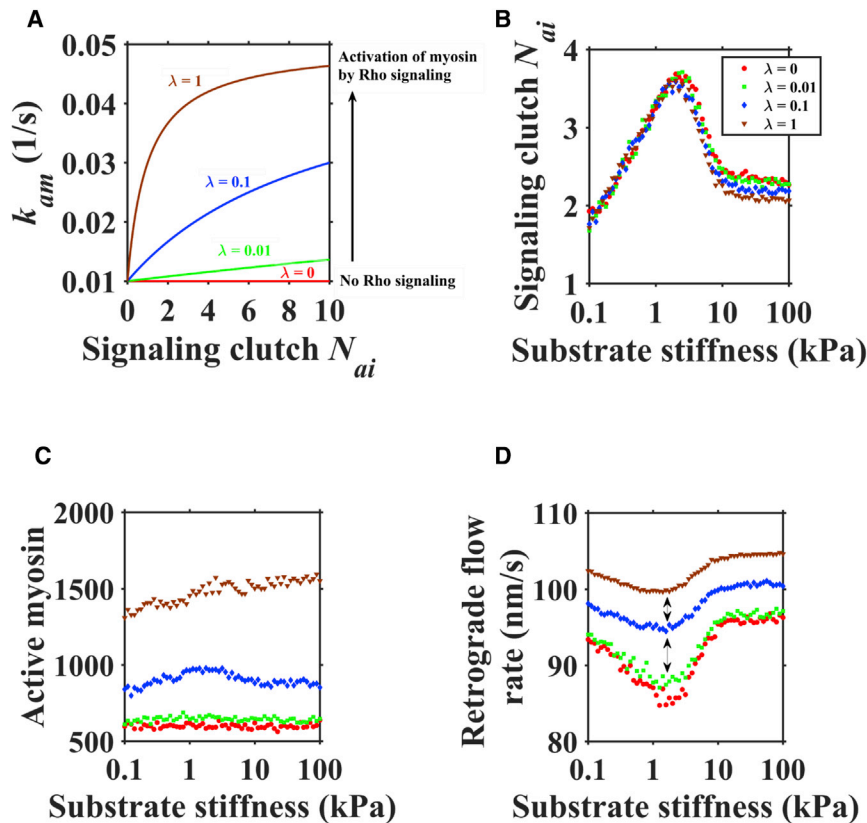 A
k_am (1/s)
0.05
0.04
0.03
0.02
0.01
λ = 1
λ = 0.1
λ = 0.01
λ = 0
0 2 4 6 8 10
Signaling clutch N_ai
Activation of myosin
by Rho signaling
No Rho signaling
B
Signaling clutch N_ai
4
3
2
1
λ = 0
λ = 0.01
λ = 0.1
λ = 1
0.1 1 10 100
Substrate stiffness (kPa)
C
Active myosin
2000
1500
1000
500
0.1 1 10 100
Substrate stiffness (kPa)
D
Retrograde flow
rate (nm/s)
110
100
90
80
0.1 1 10 100
Substrate stiffness (kPa)